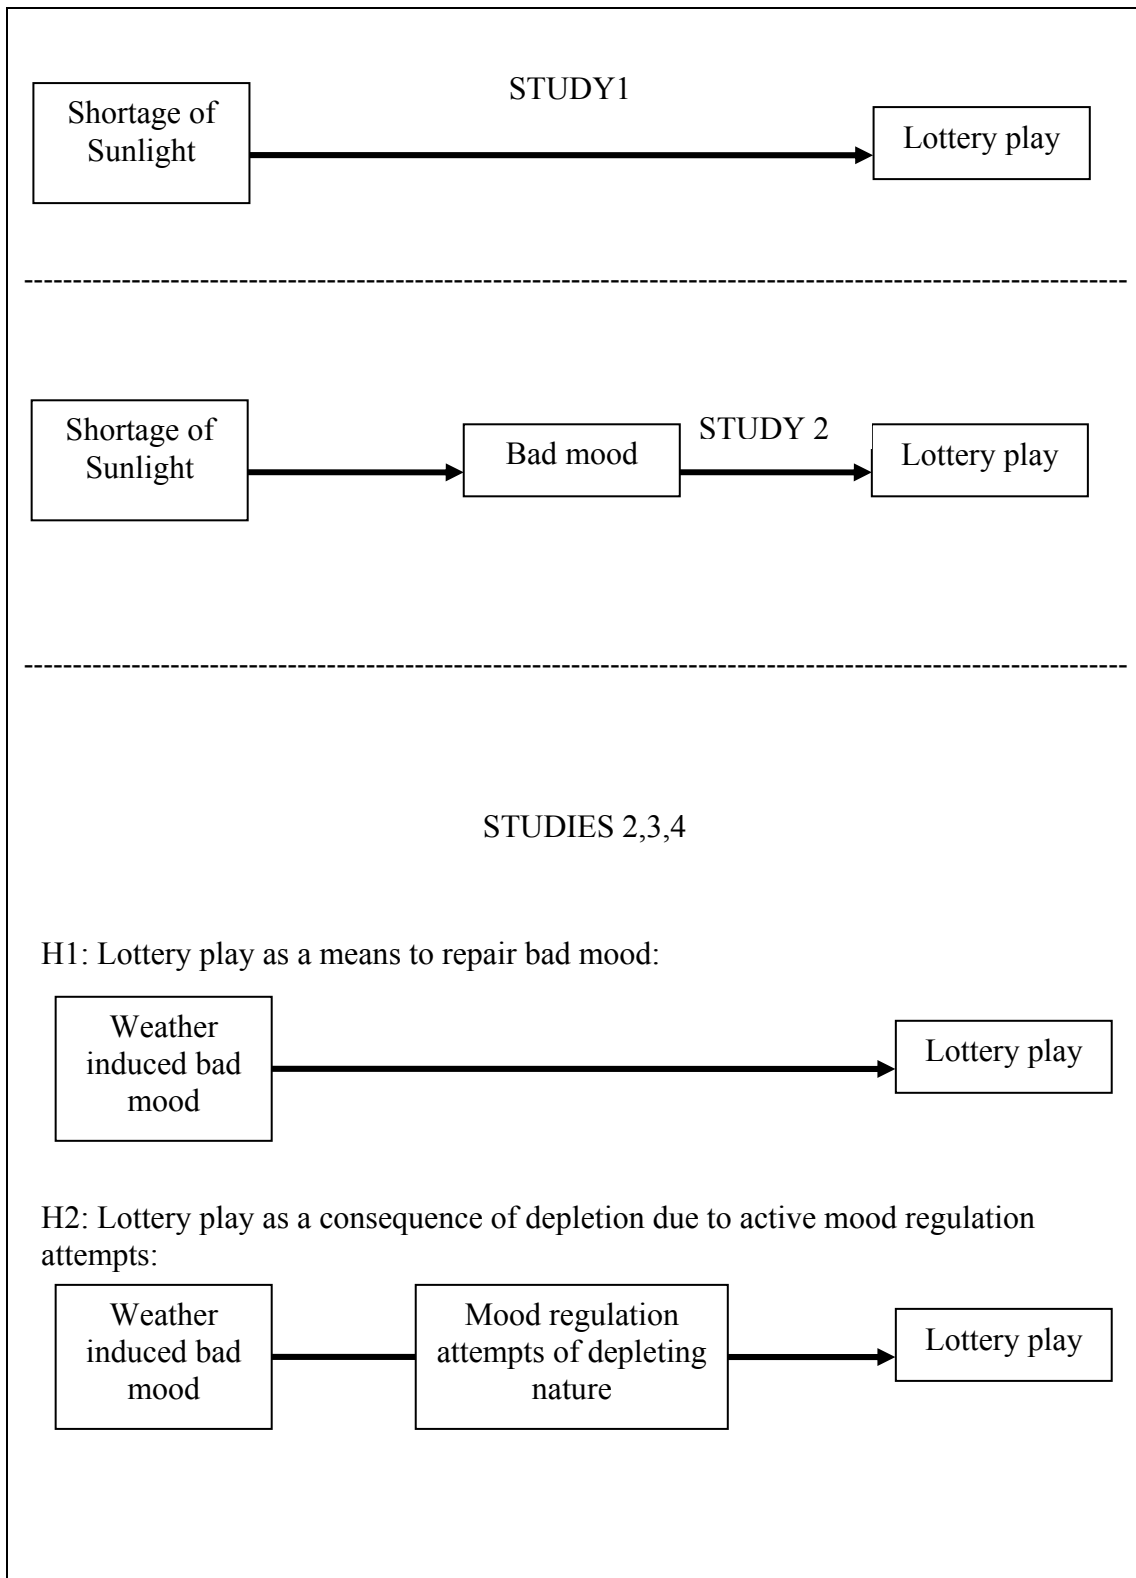 STUDY1
Shortage of
Sunlight
Lottery play
STUDY 2
Shortage of
Sunlight
Bad mood
Lottery play
STUDIES 2,3,4
H1: Lottery play as a means to repair bad mood:
Weather
induced bad
mood
Lottery play
H2: Lottery play as a consequence of depletion due to active mood regulation
attempts:
Weather
induced bad
mood
Mood regulation
attempts of depleting
nature
Lottery play